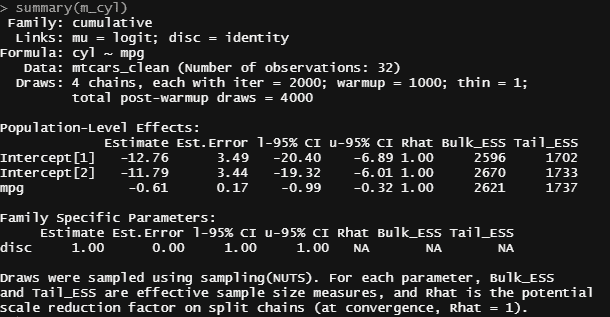 > summary(m_cyl)
Family: cumulative
Links: mu = logit; disc = identity
Formula: cyl ~ mpg
Data: mtcars_clean (Number of observations: 32)
Draws: 4 chains, each with iter = 2000; warmup = 1000; thin = 1;
total post-warmup draws = 4000
Population-Level Effects:
Estimate Est.Error l-95% CI u-95% CI Rhat Bulk_ESS Tail_ESS
Intercept[1] -12.76 3.49 -20.40 -6.89 1.00 2596 1702
Intercept[2] -11.79 3.44 -19.32 -6.01 1.00 2670 1733
mpg -0.61 0.17 -0.99 -0.32 1.00 2621 1737
Family Specific Parameters:
Estimate Est.Error l-95% CI u-95% CI Rhat Bulk_ESS Tail_ESS
disc 1.00 0.00 1.00 1.00 NA NA NA
Draws were sampled using sampling(NUTS). For each parameter, Bulk_ESS
and Tail_ESS are effective sample size measures, and Rhat is the potential
scale reduction factor on split chains (at convergence, Rhat = 1).